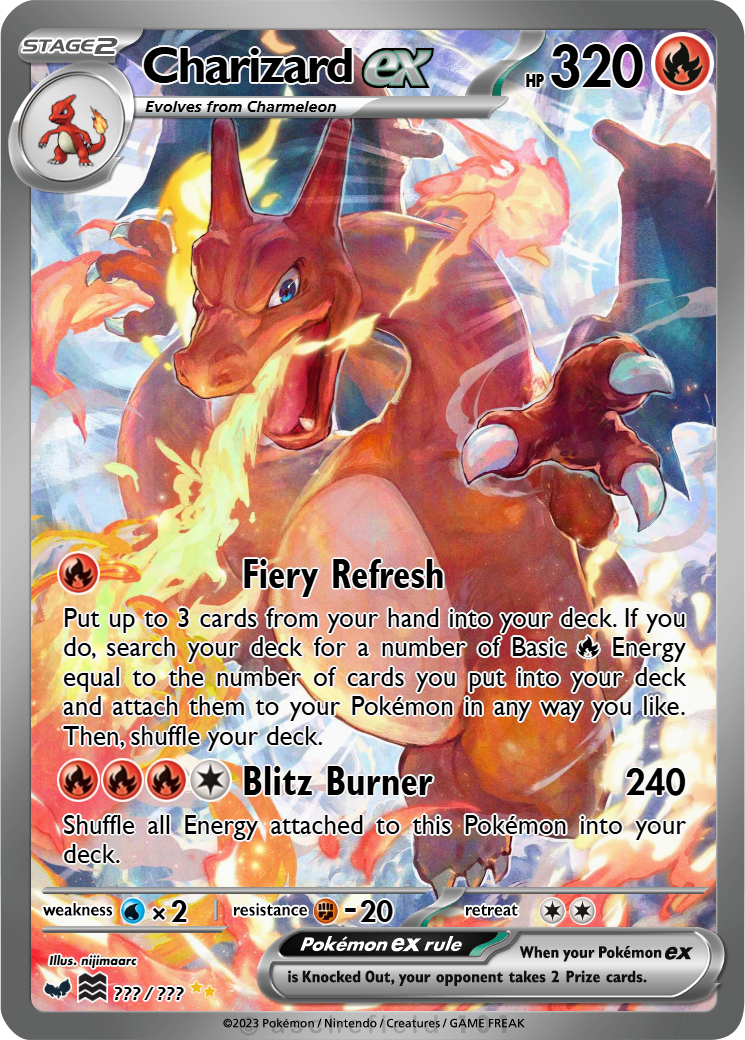 STAGE2 Charizard ex HP 320
Evolves from Charmeleon
Fiery Refresh
Put up to 3 cards from your hand into your deck. If you
do, search your deck for a number of Basic Energy
equal to the number of cards you put into your deck
and attach them to your Pokémon in any way you like.
Then, shuffle your deck.
Blitz Burner 240
Shuffle all Energy attached to this Pokémon into your
deck.
weakness ×2 resistance -20 retreat
Pokémon ex rule When your Pokémon ex
is Knocked Out, your opponent takes 2 Prize cards.
Illus. nijimaarc
??? / ???
©2023 Pokémon / Nintendo / Creatures / GAME FREAK